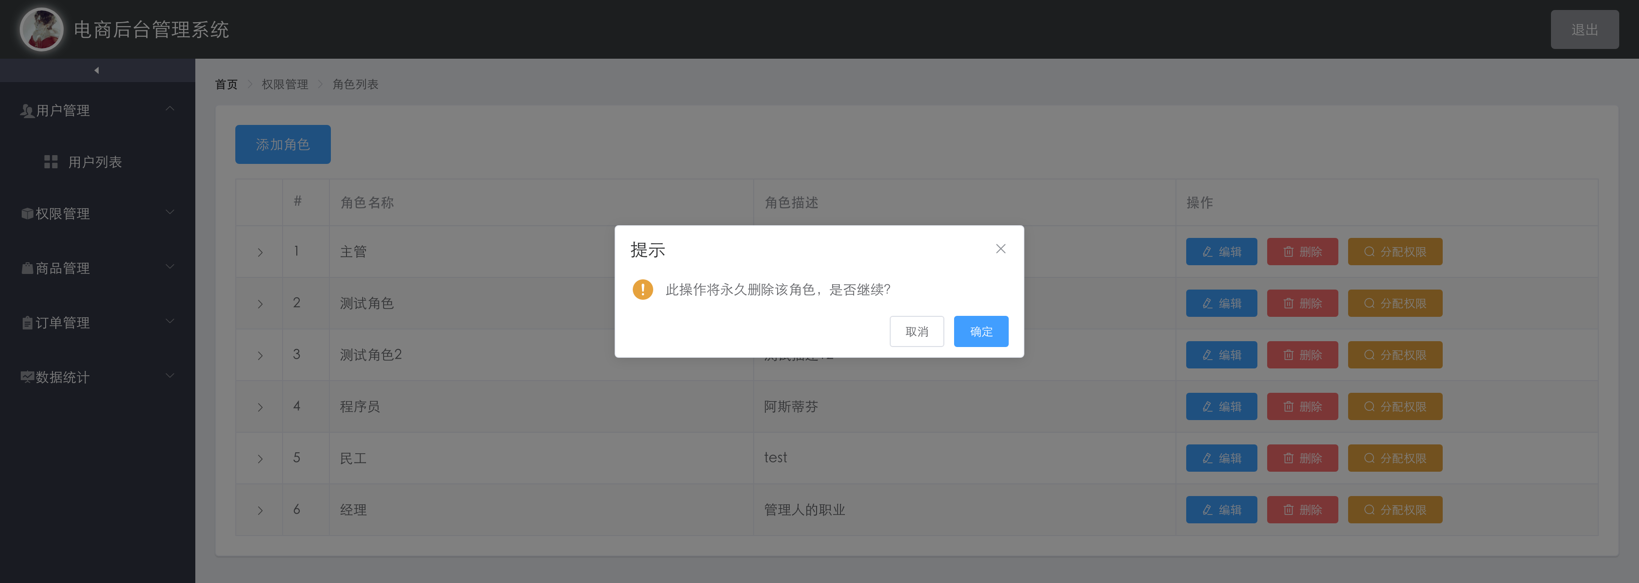 电商后台管理系统
退出
首页 权限管理 角色列表
用户管理
用户列表
权限管理
商品管理
订单管理
数据统计
添加角色
# 角色名称 角色描述 操作
1 主管 编辑 删除 分配权限
2 测试角色 编辑 删除 分配权限
3 测试角色2 编辑 删除 分配权限
4 程序员 阿斯蒂芬 编辑 删除 分配权限
5 民工 test 编辑 删除 分配权限
6 经理 管理人的职业 编辑 删除 分配权限
提示
此操作将永久删除该角色，是否继续?
取消 确定